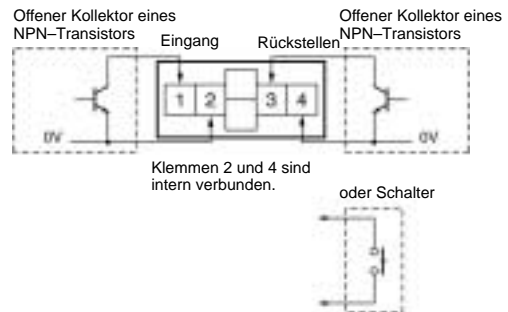 Offener Kollektor eines
NPN–Transistors
Offener Kollektor eines
NPN–Transistors
Eingang
Rückstellen
1 2 3 4
0V
0V
Klemmen 2 und 4 sind
intern verbunden.
oder Schalter